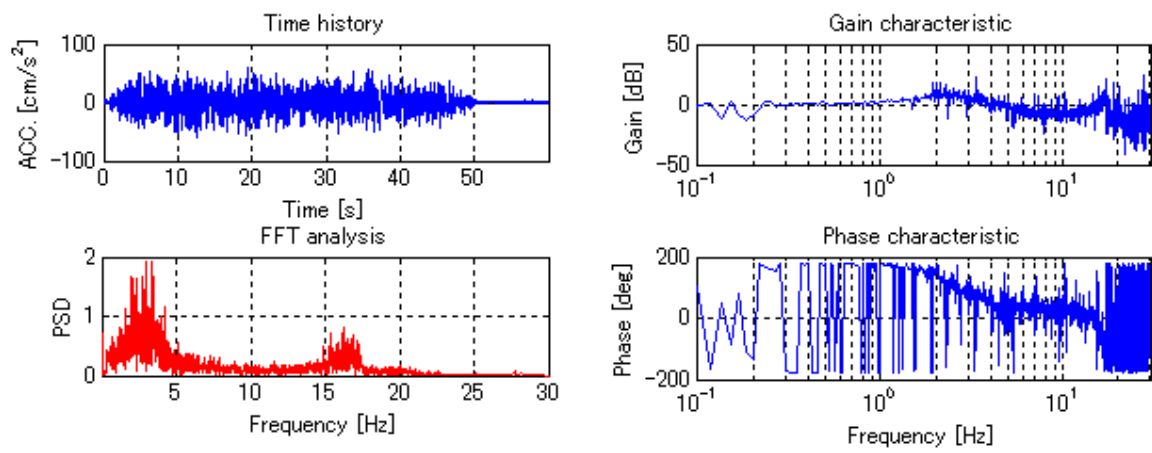 Time history
100
0
−100
ACC. [cm/s²]
0 10 20 30 40 50
Time [s]
Gain characteristic
50
0
−50
Gain [dB]
10⁻¹ 10⁰ 10¹
FFT analysis
2
1
0
PSD
5 10 15 20 25 30
Frequency [Hz]
Phase characteristic
200
0
−200
Phase [deg.]
10⁻¹ 10⁰ 10¹
Frequency [Hz]